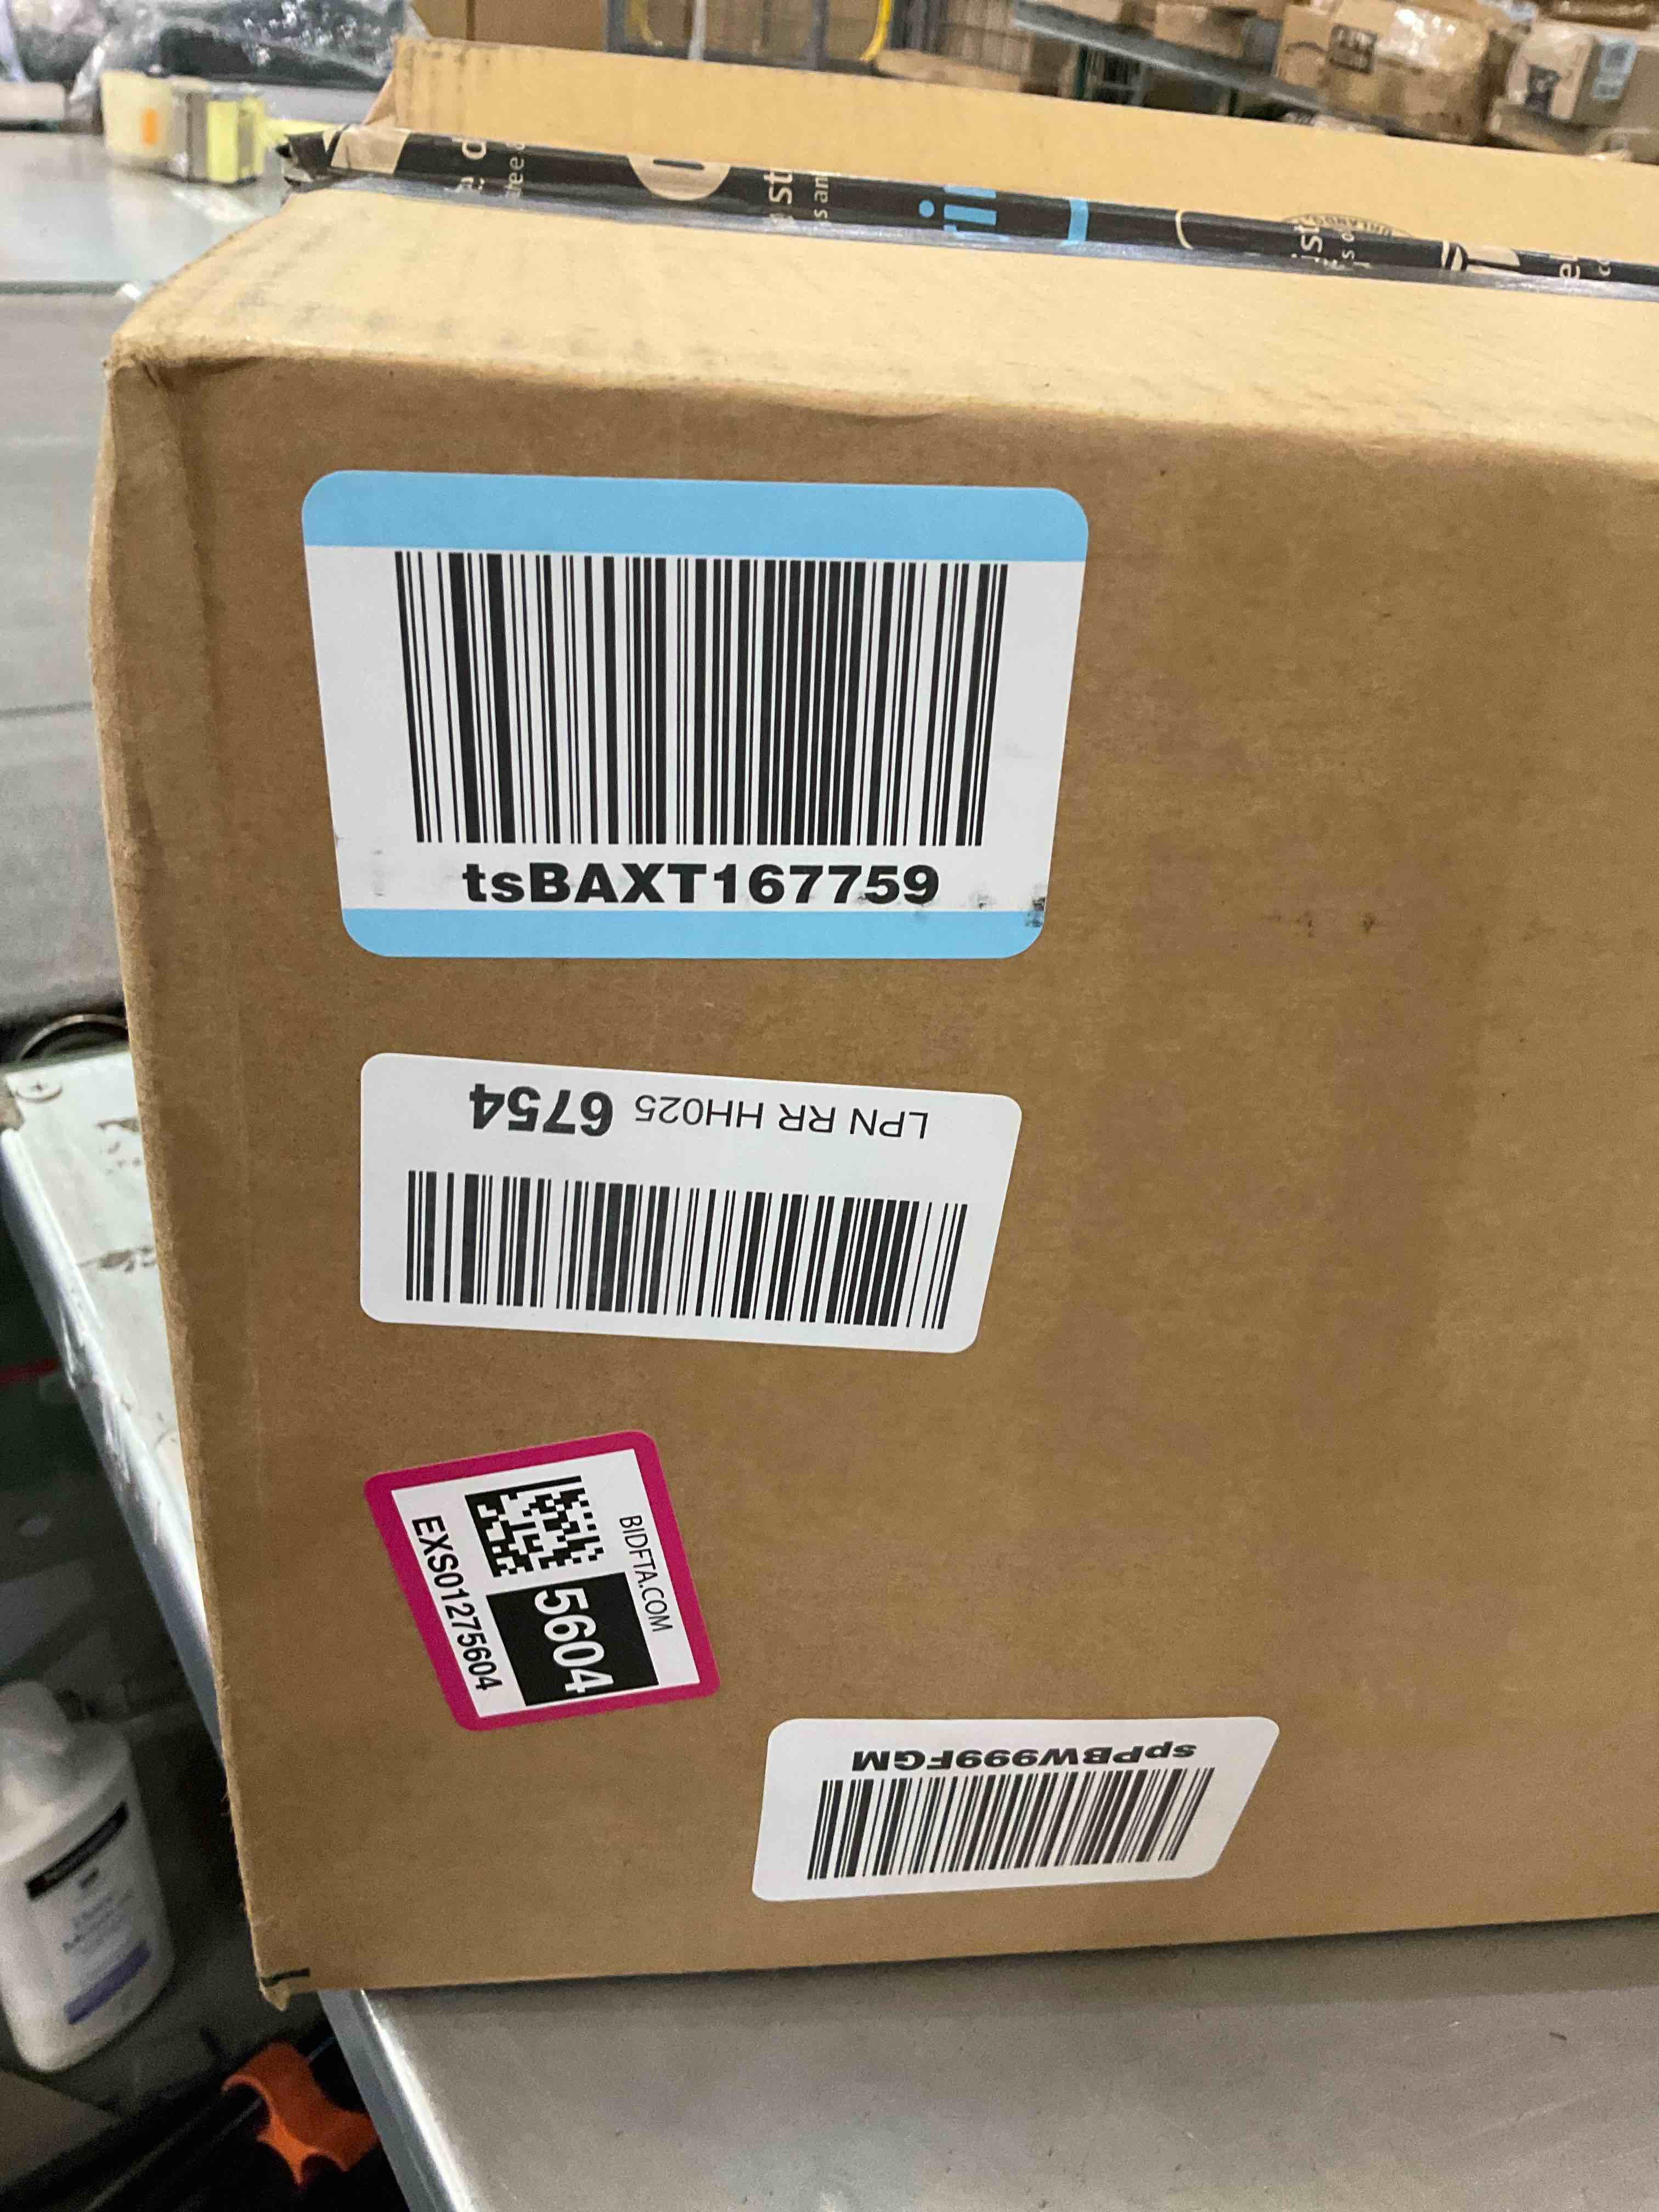 tsBAXT167759
LPN RR HH025 6754
BIDFTA.COM
5604
EXS01275604
spPBW999FGM